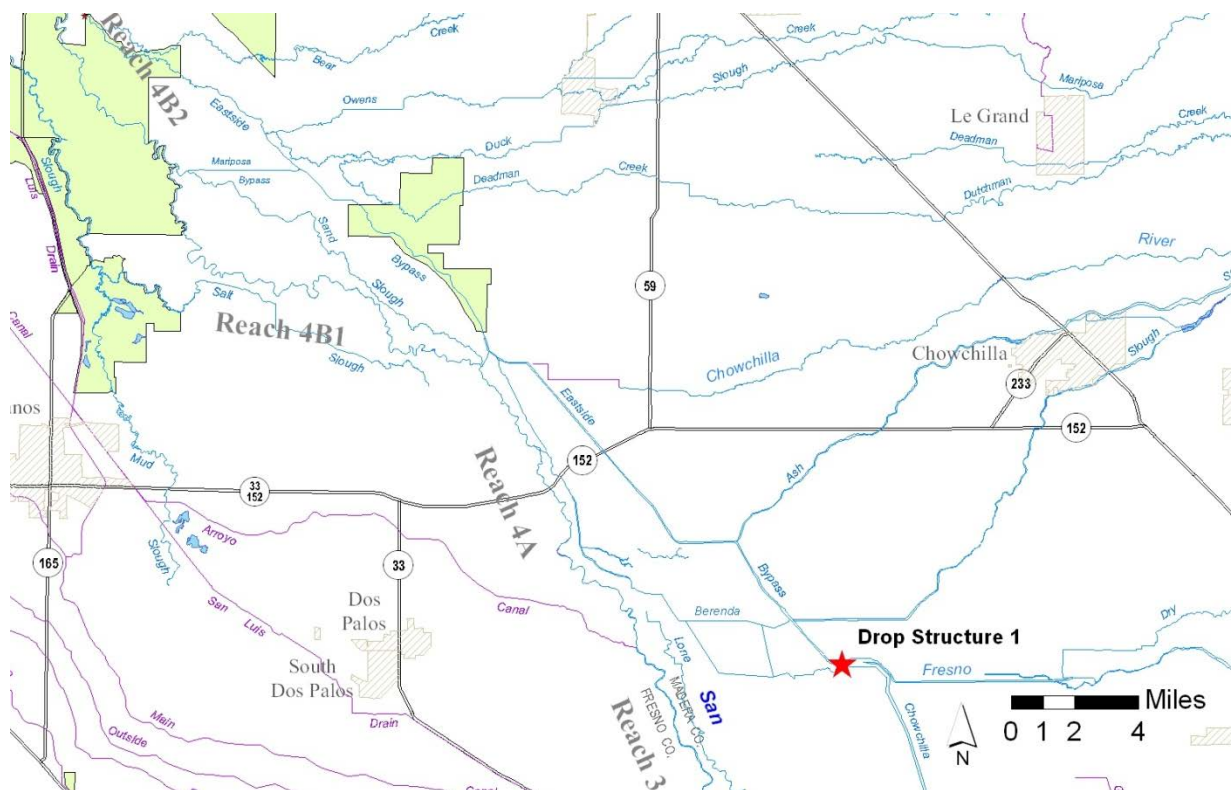 Reach 4B2
Creek
Bear
Creek
Slough
Mariposa
Owens
Eastside
Le Grand
Creek
Deadman
Duck
Mariposa
Bypass
Creek
Deadman
Dutchman
Slough
Luis
Drain
Sand
Slough
Bypass
River
59
Salt
Reach 4B1
Slough
Canal
Chowchilla
Chowchilla
Slough
233
Eastside
152
nos
Mud
Slough
33
152
152
Reach 4A
Ash
Arroyo
Canal
165
33
San
Luis
Drain
Bypass
Dos
Palos
South
Dos Palos
Berenda
Lone
MADERA CO.
FRESNO CO.
San
Reach 3
Drop Structure 1
Dry
Fresno
Chowchilla
Main
Outside
Canal
Miles
0 1 2 4
N